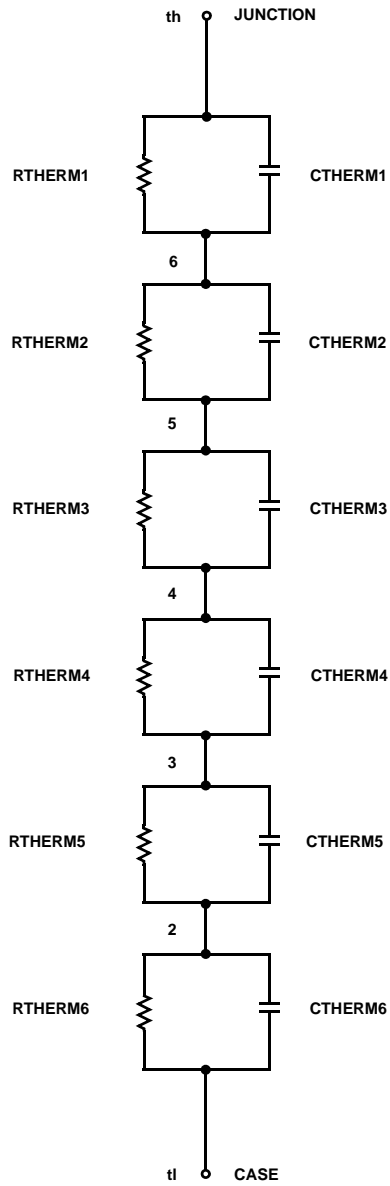 th JUNCTION
RTHERM1 CTHERM1
6
RTHERM2 CTHERM2
5
RTHERM3 CTHERM3
4
RTHERM4 CTHERM4
3
RTHERM5 CTHERM5
2
RTHERM6 CTHERM6
tl CASE